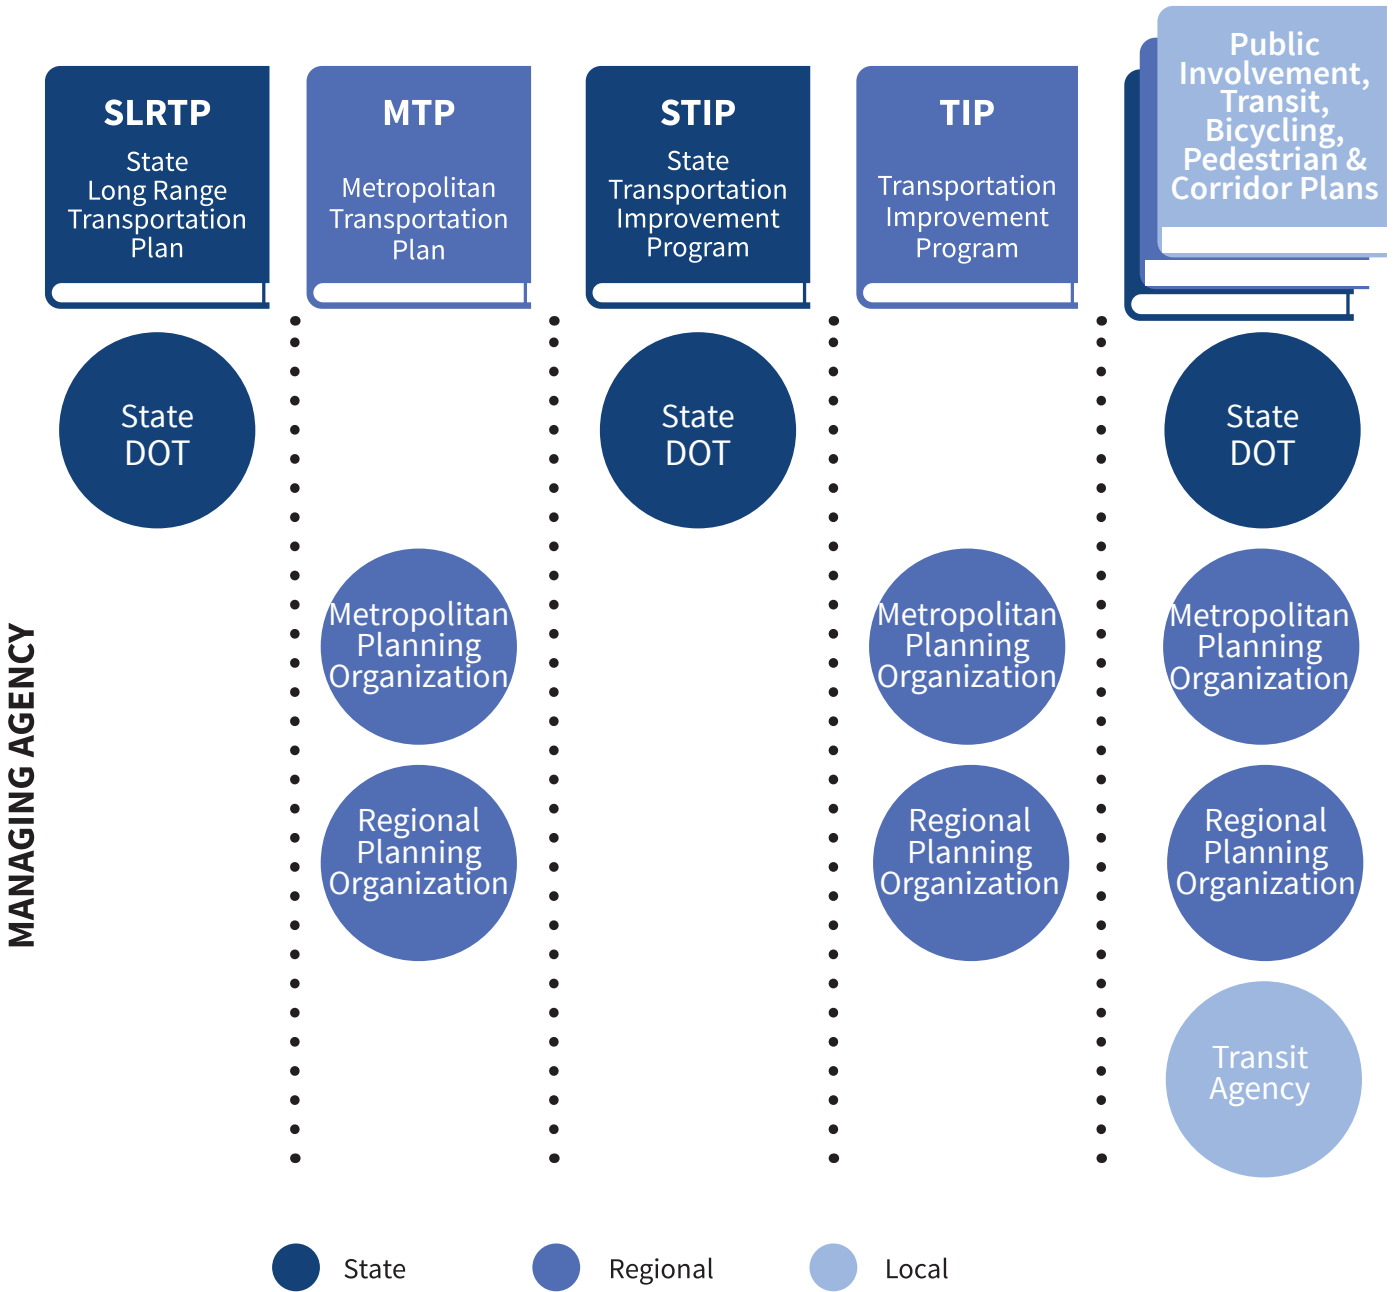 SLRTP
State
Long Range
Transportation
Plan
MTP
Metropolitan
Transportation
Plan
STIP
State
Transportation
Improvement
Program
TIP
Transportation
Improvement
Program
Public
Involvement,
Transit,
Bicycling,
Pedestrian &
Corridor Plans
MANAGING AGENCY
State
DOT
State
DOT
State
DOT
Metropolitan
Planning
Organization
Metropolitan
Planning
Organization
Metropolitan
Planning
Organization
Regional
Planning
Organization
Regional
Planning
Organization
Regional
Planning
Organization
Transit
Agency
State
Regional
Local